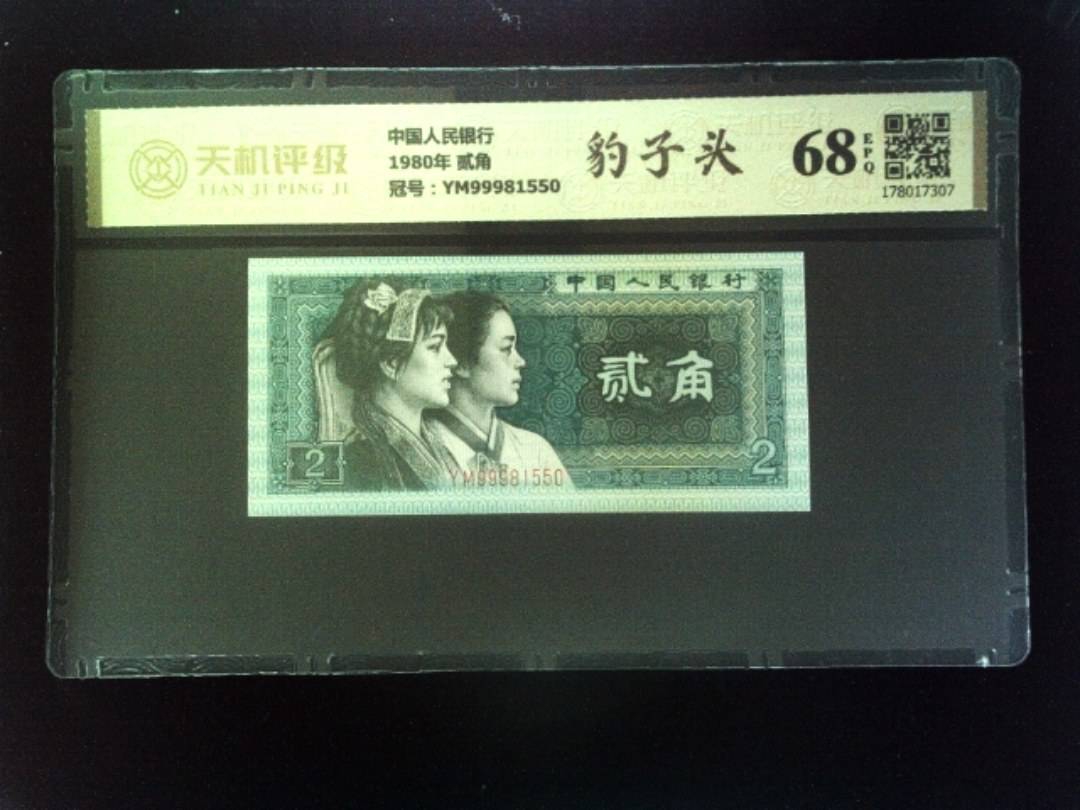 天机评级
TIAN JI PING JI
中国人民银行
1980年 贰角
冠号：YM99981550
豹子头
68
EPQ
178017307
中国人民银行
贰角
2
2
YM99981550